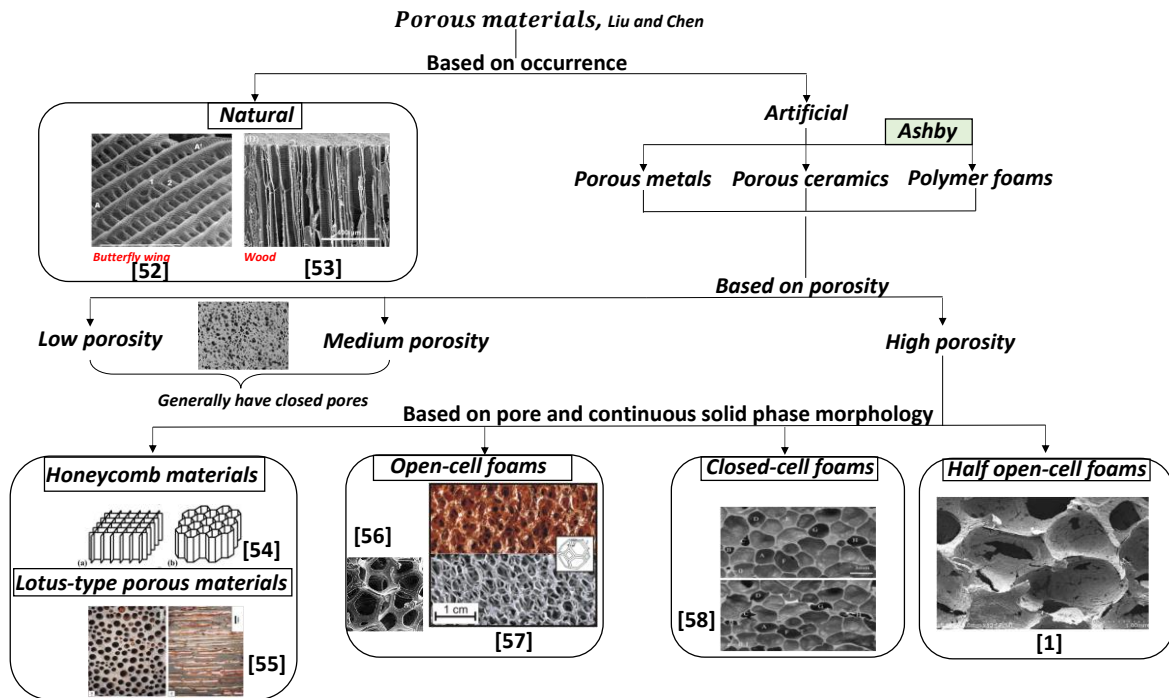 Porous materials, Liu and Chen
Based on occurrence
Natural
Artificial
Ashby
Porous metals
Porous ceramics
Polymer foams
Butterfly wing
[52]
Wood
[53]
Based on porosity
Low porosity
Medium porosity
High porosity
Generally have closed pores
Based on pore and continuous solid phase morphology
Honeycomb materials
(a)
(b)
[54]
Lotus-type porous materials
[55]
Open-cell foams
[56]
1 cm
[57]
Closed-cell foams
[58]
Half open-cell foams
[1]